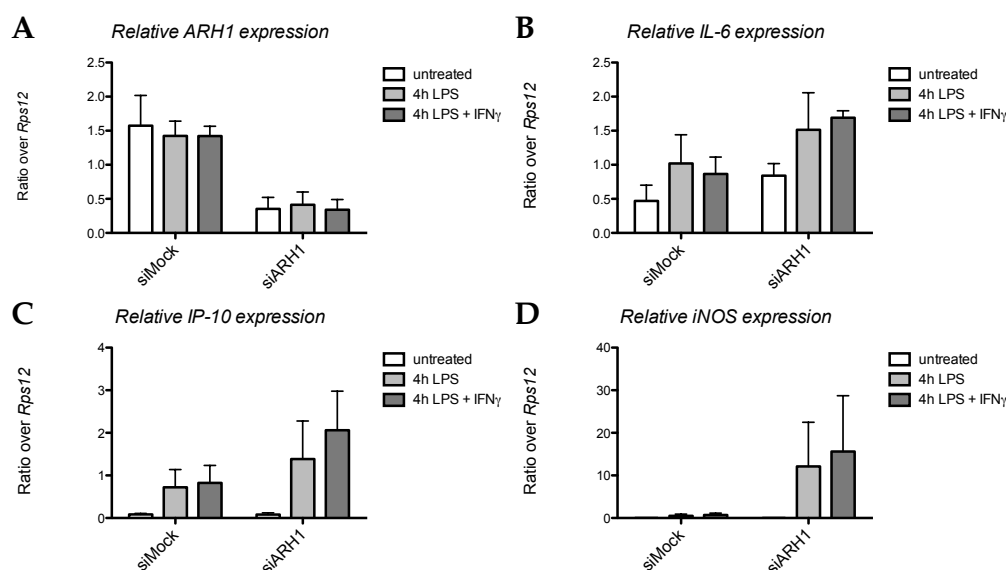 A
Relative ARH1 expression
Ratio over Rps12
2.5
2.0
1.5
1.0
0.5
0.0
siMock
siARH1
untreated
4h LPS
4h LPS + IFNγ
B
Relative IL-6 expression
Ratio over Rps12
2.5
2.0
1.5
1.0
0.5
0.0
siMock
siARH1
untreated
4h LPS
4h LPS + IFNγ
C
Relative IP-10 expression
Ratio over Rps12
4
3
2
1
0
siMock
siARH1
untreated
4h LPS
4h LPS + IFNγ
D
Relative iNOS expression
Ratio over Rps12
40
30
20
10
0
siMock
siARH1
untreated
4h LPS
4h LPS + IFNγ